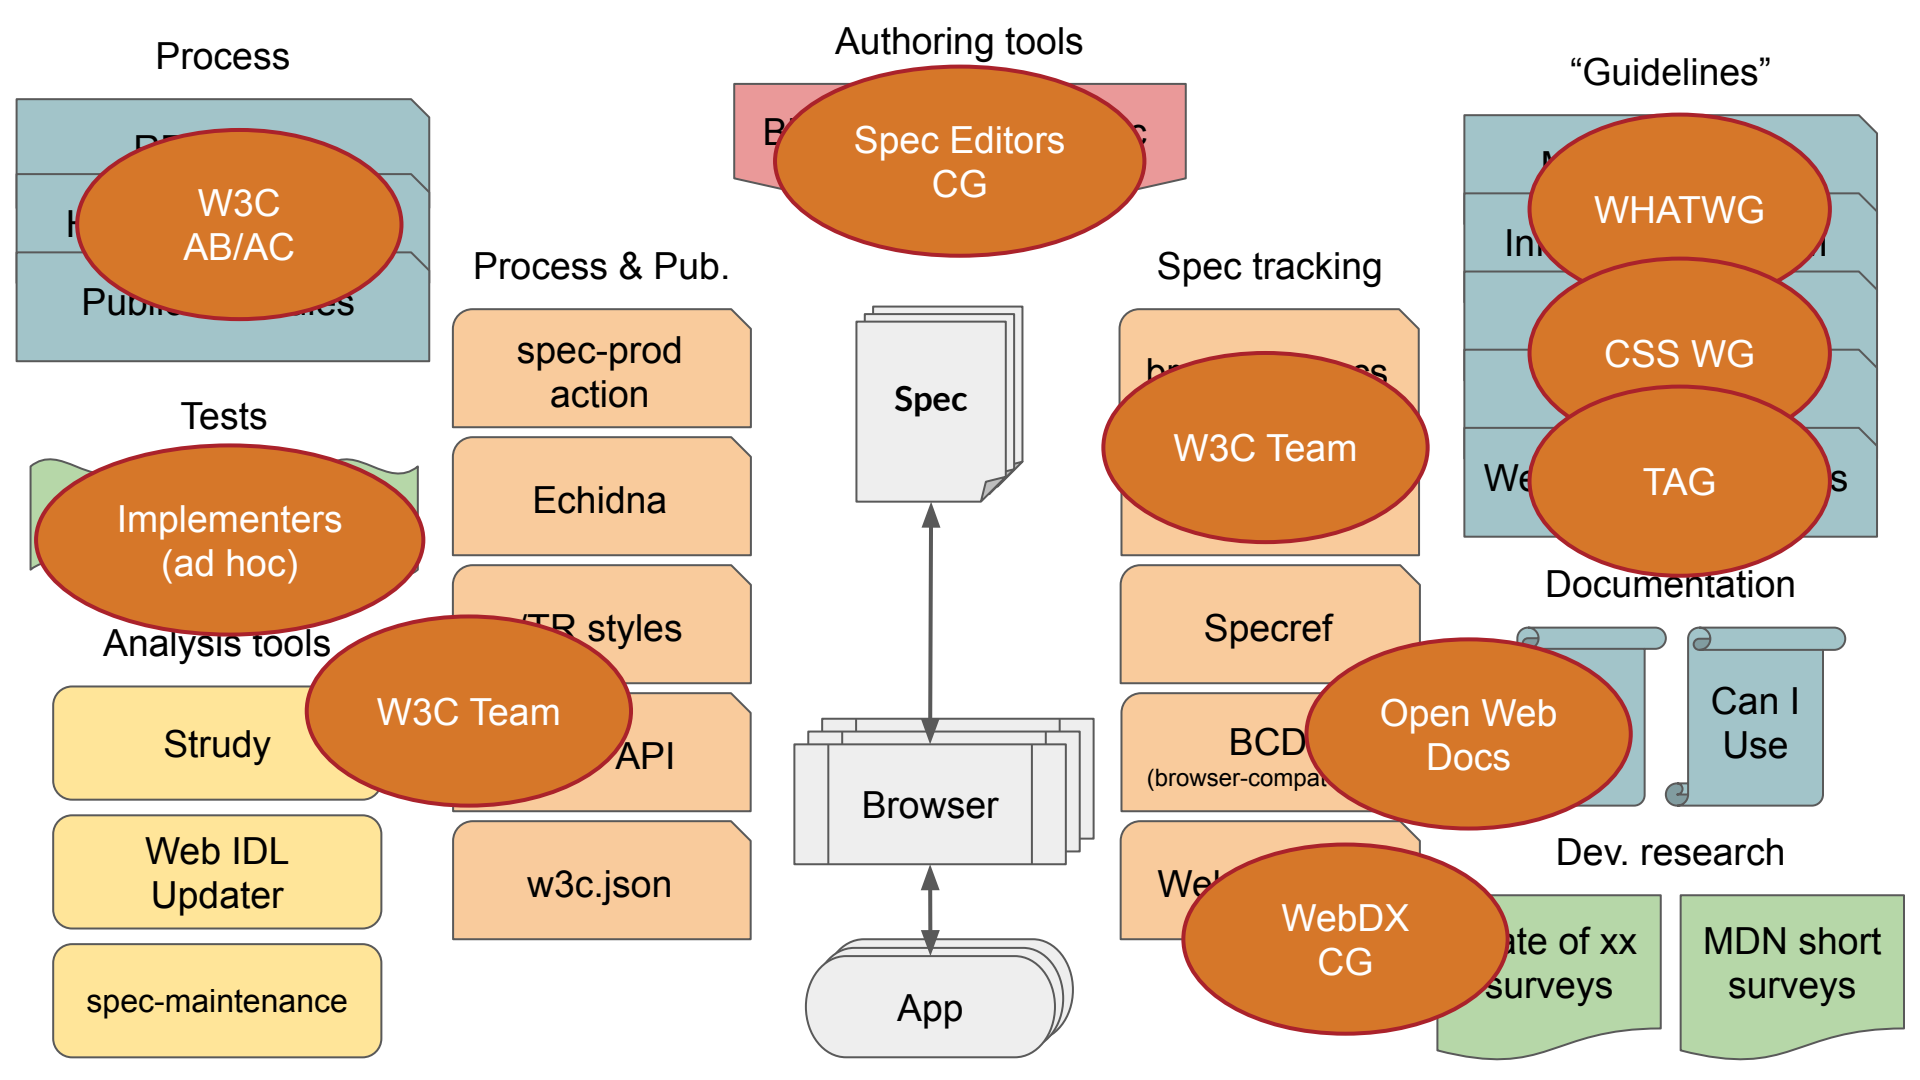 Process
W3C
AB/AC
Authoring tools
Spec Editors
CG
“Guidelines”
WHATWG
CSS WG
TAG
Process & Pub.
spec-prod
action
Echidna
/TR styles
API
w3c.json
Spec
Browser
App
Spec tracking
W3C Team
Specref
BCD
Open Web
Docs
WebDX
CG
Tests
Implementers
(ad hoc)
Analysis tools
W3C Team
Strudy
Web IDL
Updater
spec-maintenance
Documentation
Can I
Use
Dev. research
of xx
surveys
MDN short
surveys